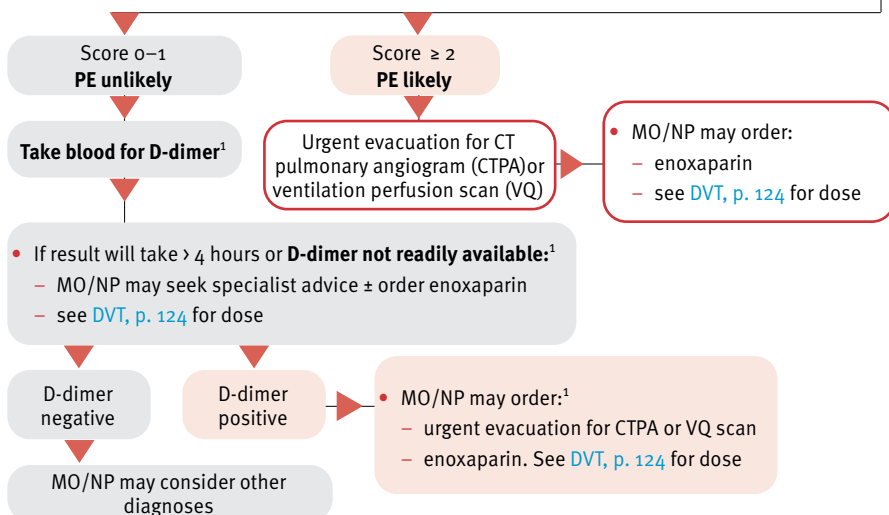 Score 0–1
PE unlikely
Score ≥ 2
PE likely
Take blood for D-dimer1
Urgent evacuation for CT
pulmonary angiogram (CTPA)or
ventilation perfusion scan (VQ)
• MO/NP may order:
– enoxaparin
– see DVT, p. 124 for dose
• If result will take > 4 hours or D-dimer not readily available:1
– MO/NP may seek specialist advice ± order enoxaparin
– see DVT, p. 124 for dose
D-dimer
negative
D-dimer
positive
• MO/NP may order:1
– urgent evacuation for CTPA or VQ scan
– enoxaparin. See DVT, p. 124 for dose
MO/NP may consider other
diagnoses